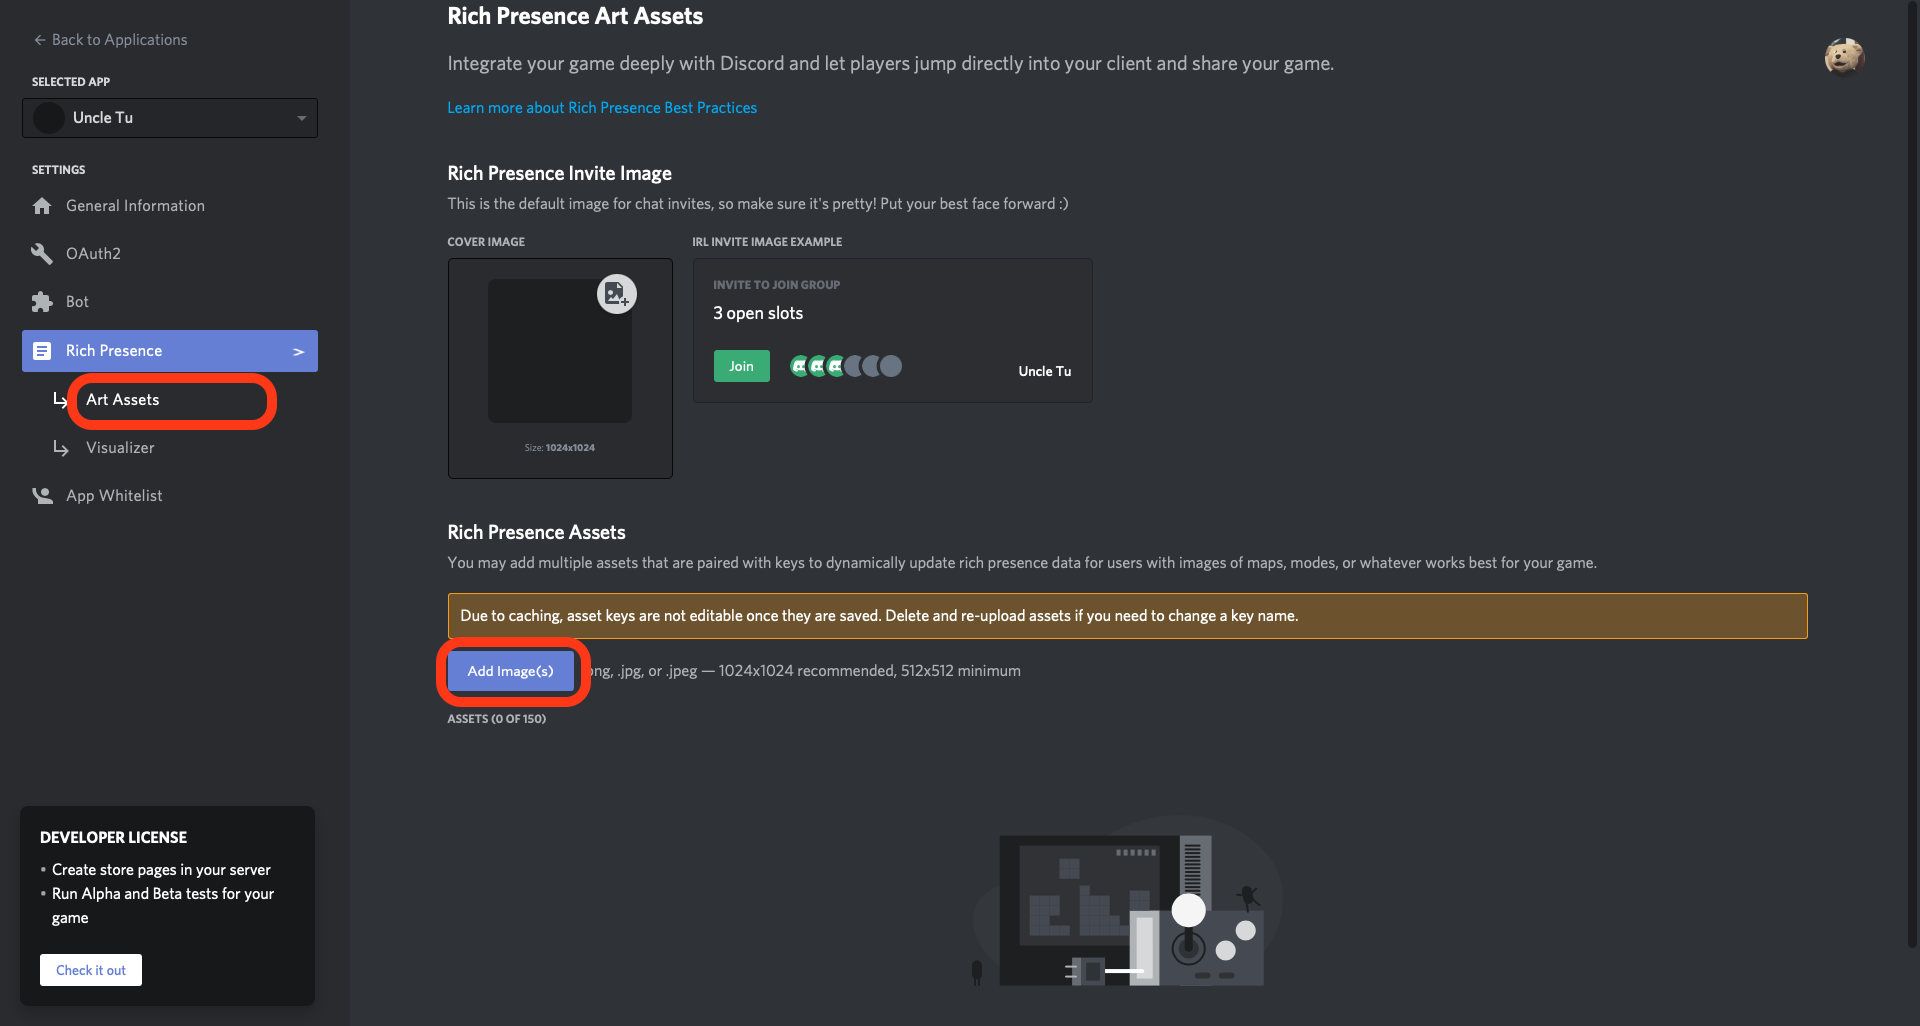 Back to Applications
SELECTED APP
Uncle Tu
SETTINGS
General Information
OAuth2
Bot
Rich Presence
Art Assets
Visualizer
App Whitelist
DEVELOPER LICENSE
• Create store pages in your server
• Run Alpha and Beta tests for your
game
Check it out
Rich Presence Art Assets
Integrate your game deeply with Discord and let players jump directly into your client and share your game.
Learn more about Rich Presence Best Practices
Rich Presence Invite Image
This is the default image for chat invites, so make sure it's pretty! Put your best face forward :)
COVER IMAGE
Size: 1024x1024
IRL INVITE IMAGE EXAMPLE
INVITE TO JOIN GROUP
3 open slots
Join
Uncle Tu
Rich Presence Assets
You may add multiple assets that are paired with keys to dynamically update rich presence data for users with images of maps, modes, or whatever works best for your game.
Due to caching, asset keys are not editable once they are saved. Delete and re-upload assets if you need to change a key name.
Add Image(s) png, .jpg, or .jpeg — 1024x1024 recommended, 512x512 minimum
ASSETS (0 OF 150)